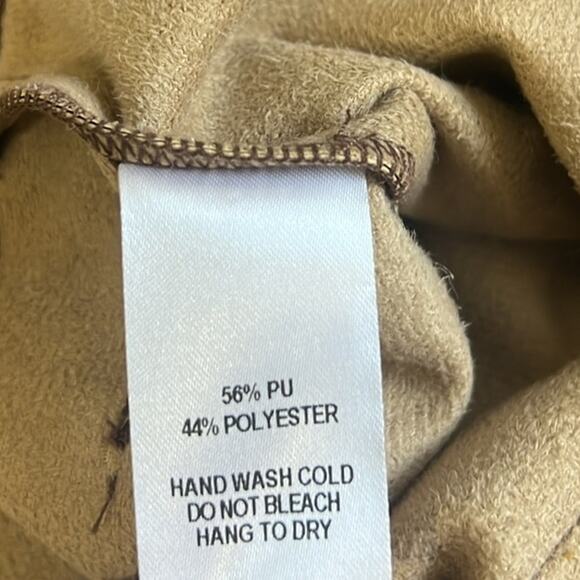 56% PU
44% POLYESTER
HAND WASH COLD
DO NOT BLEACH
HANG TO DRY